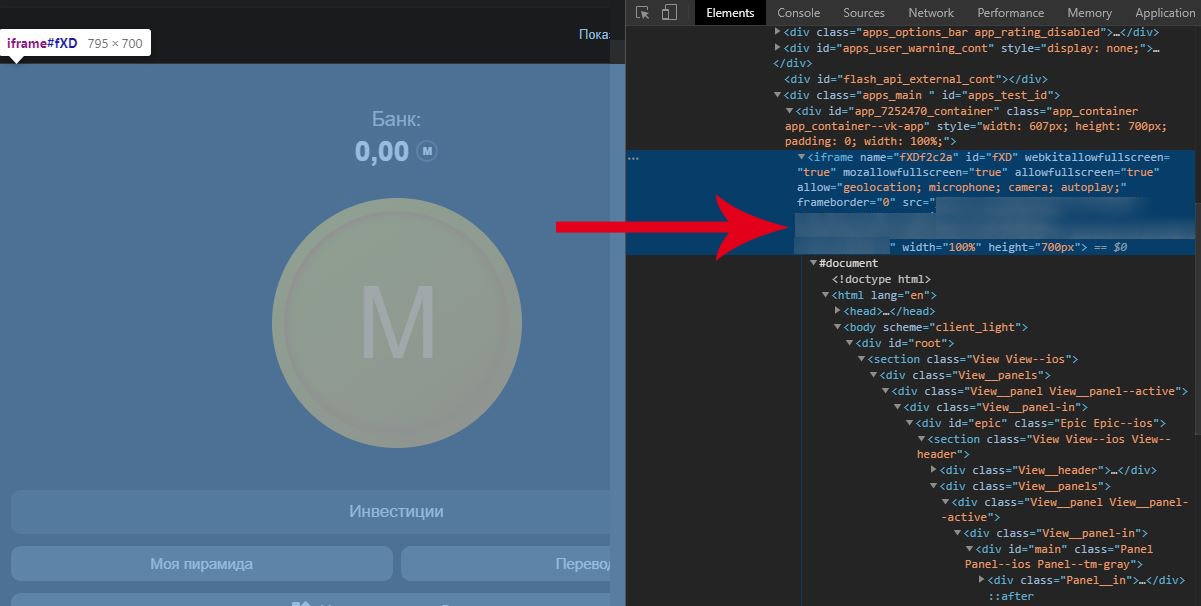 Elements Console Sources Network Performance Memory Application
iframe#fXD 795 × 700
Пока
Банк:
0,00 M
M
Инвестиции
Моя пирамида
Перевод
<div class="apps_options_bar app_rating_disabled">…</div>
<div id="apps_user_warning_cont" style="display: none;">…
</div>
<div id="flash_api_external_cont"></div>
<div class="apps_main " id="apps_test_id">
<div id="app_7252470_container" class="app_container
app_container--vk-app" style="width: 607px; height: 700px;
padding: 0; width: 100%;">
… <iframe name="fXDf2c2a" id="fXD" webkitallowfullscreen=
"true" mozallowfullscreen="true" allowfullscreen="true"
allow="geolocation; microphone; camera; autoplay;"
frameborder="0" src="
" width="100%" height="700px"> == $0
#document
<!doctype html>
<html lang="en">
<head>…</head>
<body scheme="client_light">
<div id="root">
<section class="View View--ios">
<div class="View__panels">
<div class="View__panel View__panel--active">
<div class="View__panel-in">
<div id="epic" class="Epic Epic--ios">
<section class="View View--ios View--
header">
<div class="View__header">…</div>
<div class="View__panels">
<div class="View__panel View__panel-
-active">
<div class="View__panel-in">
<div id="main" class="Panel
Panel--ios Panel--tm-gray">
<div class="Panel__in">…</div>
::after